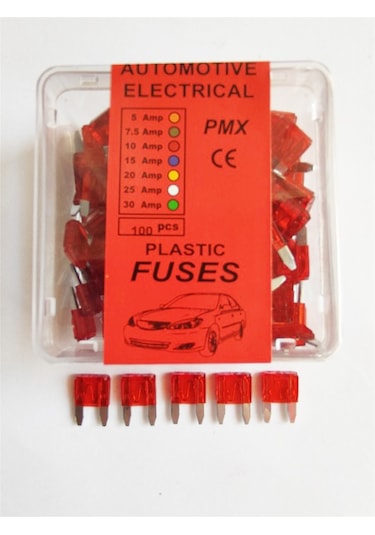 AUTOMOTIVE
ELECTRICAL
5 Amp
7.5 Amp
10 Amp
15 Amp
20 Amp
25 Amp
30 Amp
PMX
CE
100 pcs
PLASTIC
FUSES